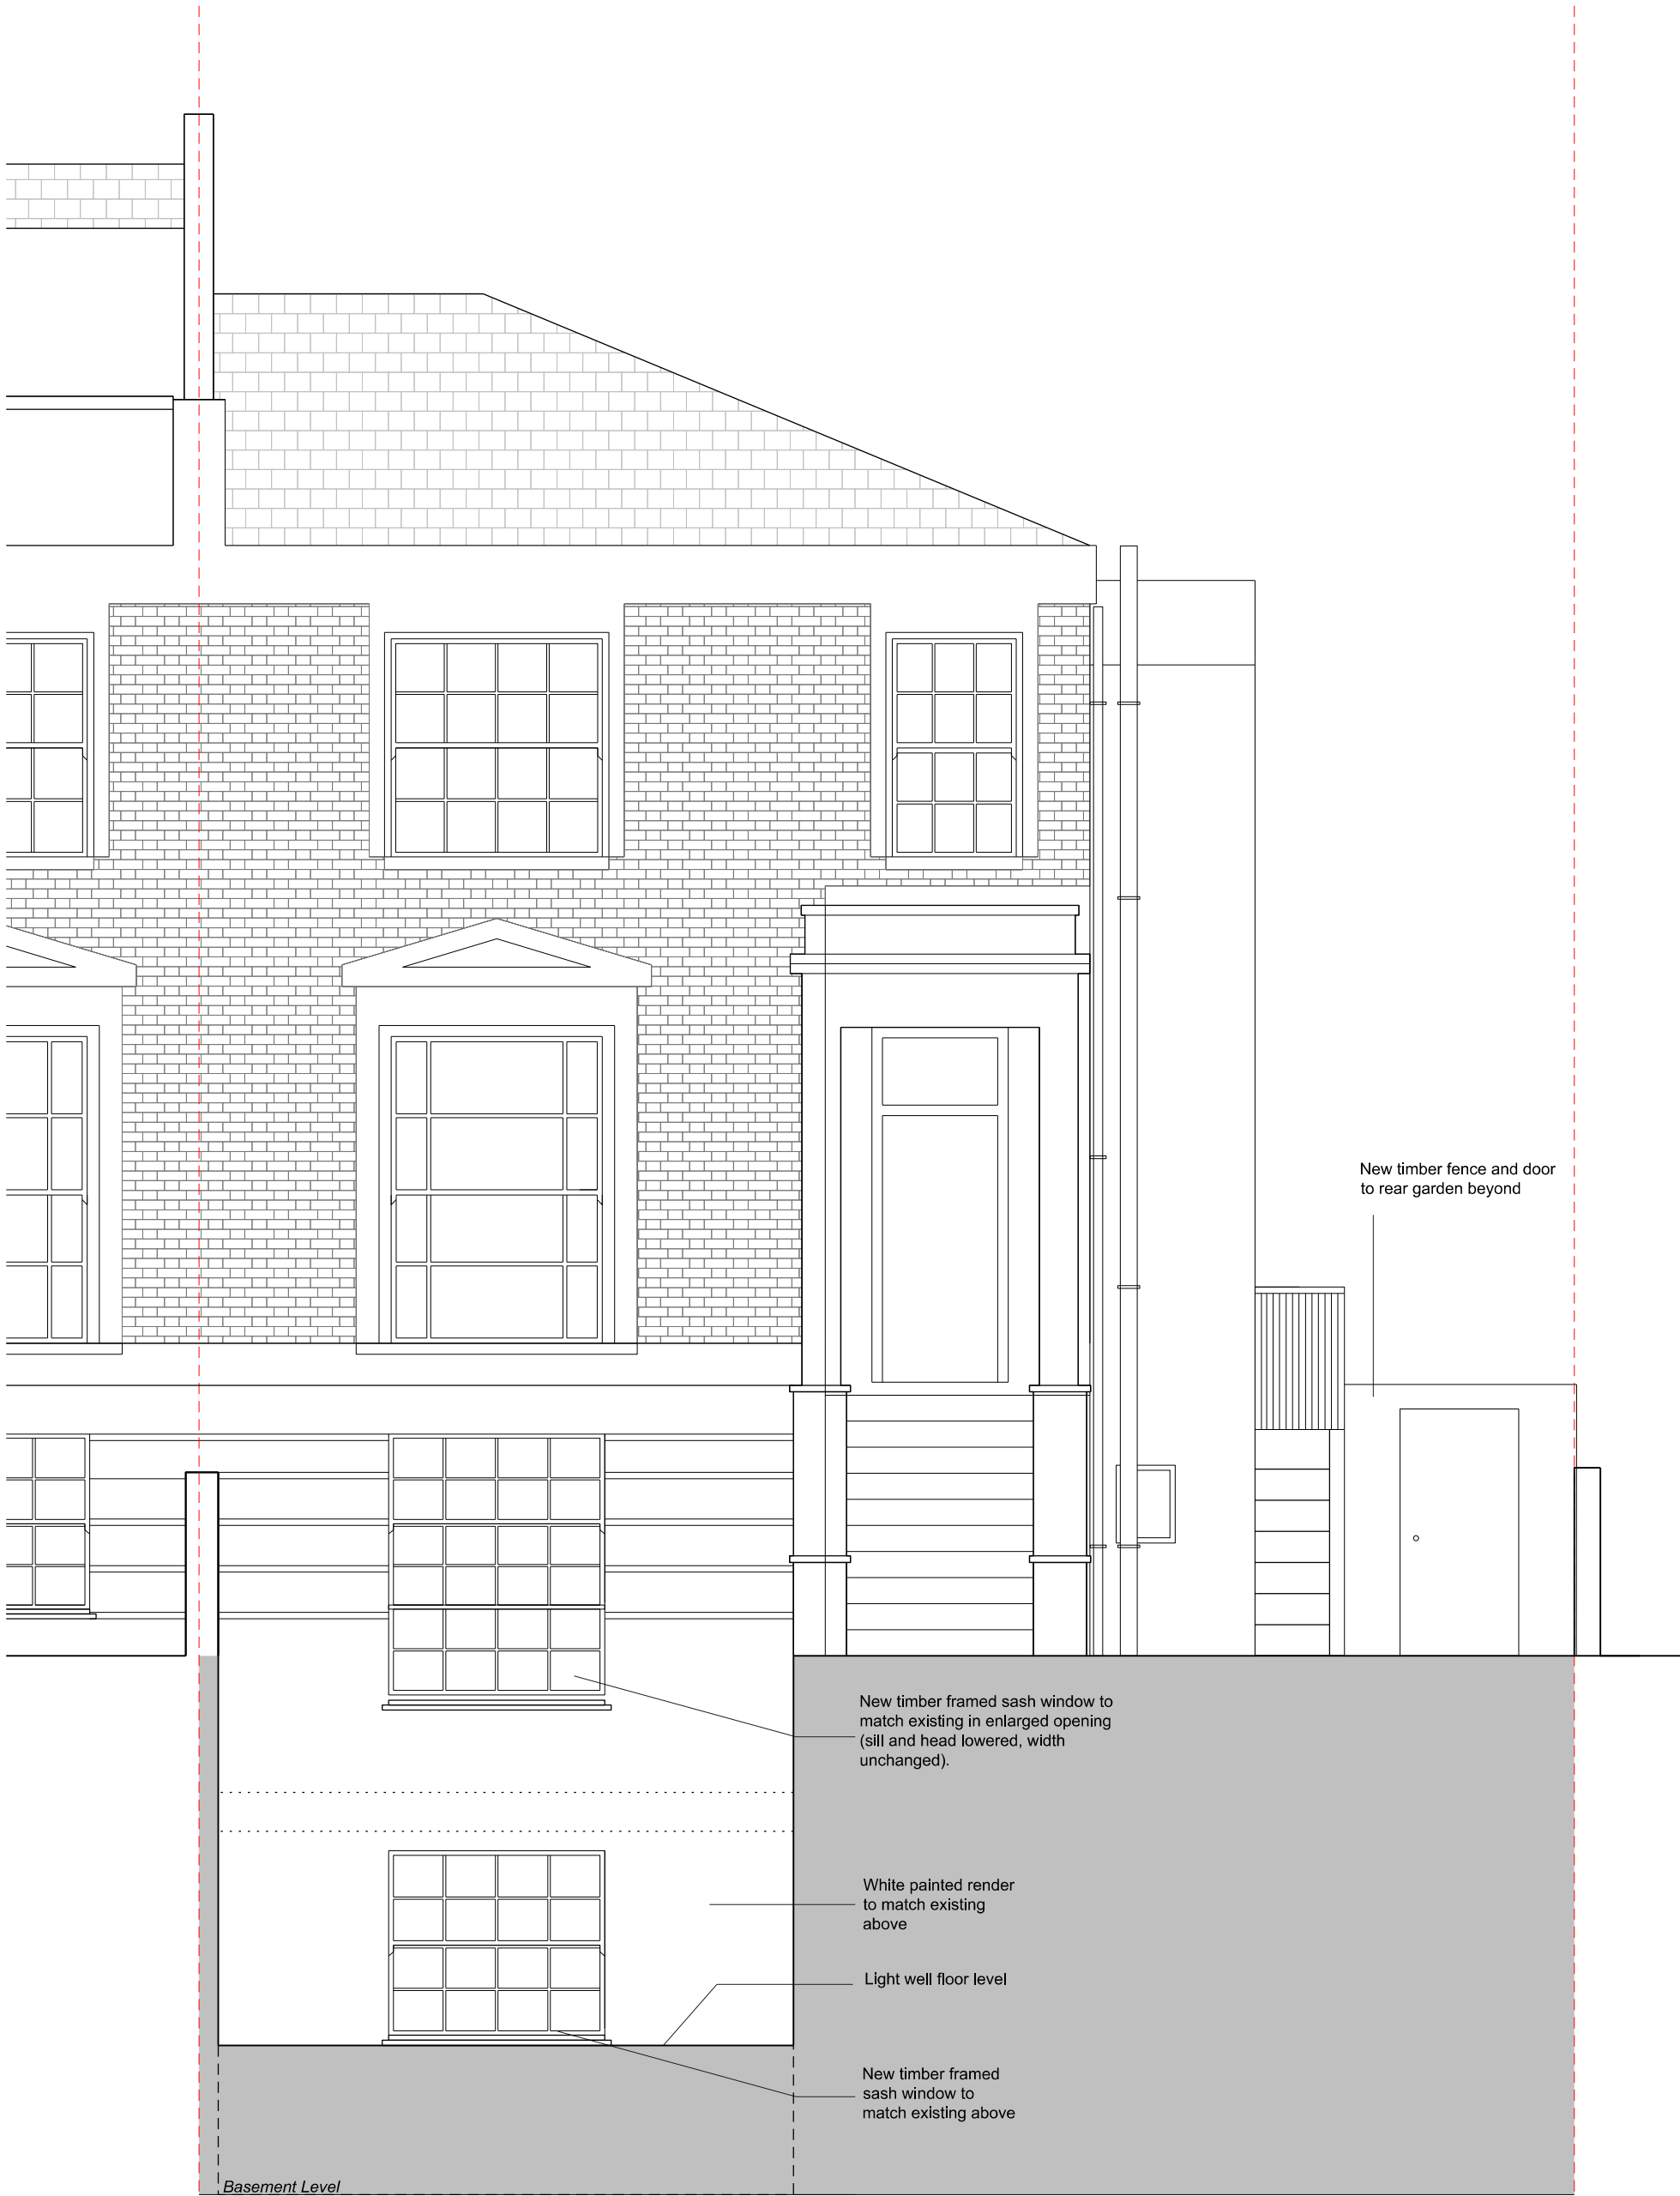 New timber fence and door
to rear garden beyond
New timber framed sash window to
match existing in enlarged opening
(sill and head lowered, width
unchanged).
White painted render
to match existing
above
Light well floor level
New timber framed
sash window to
match existing above
Basement Level